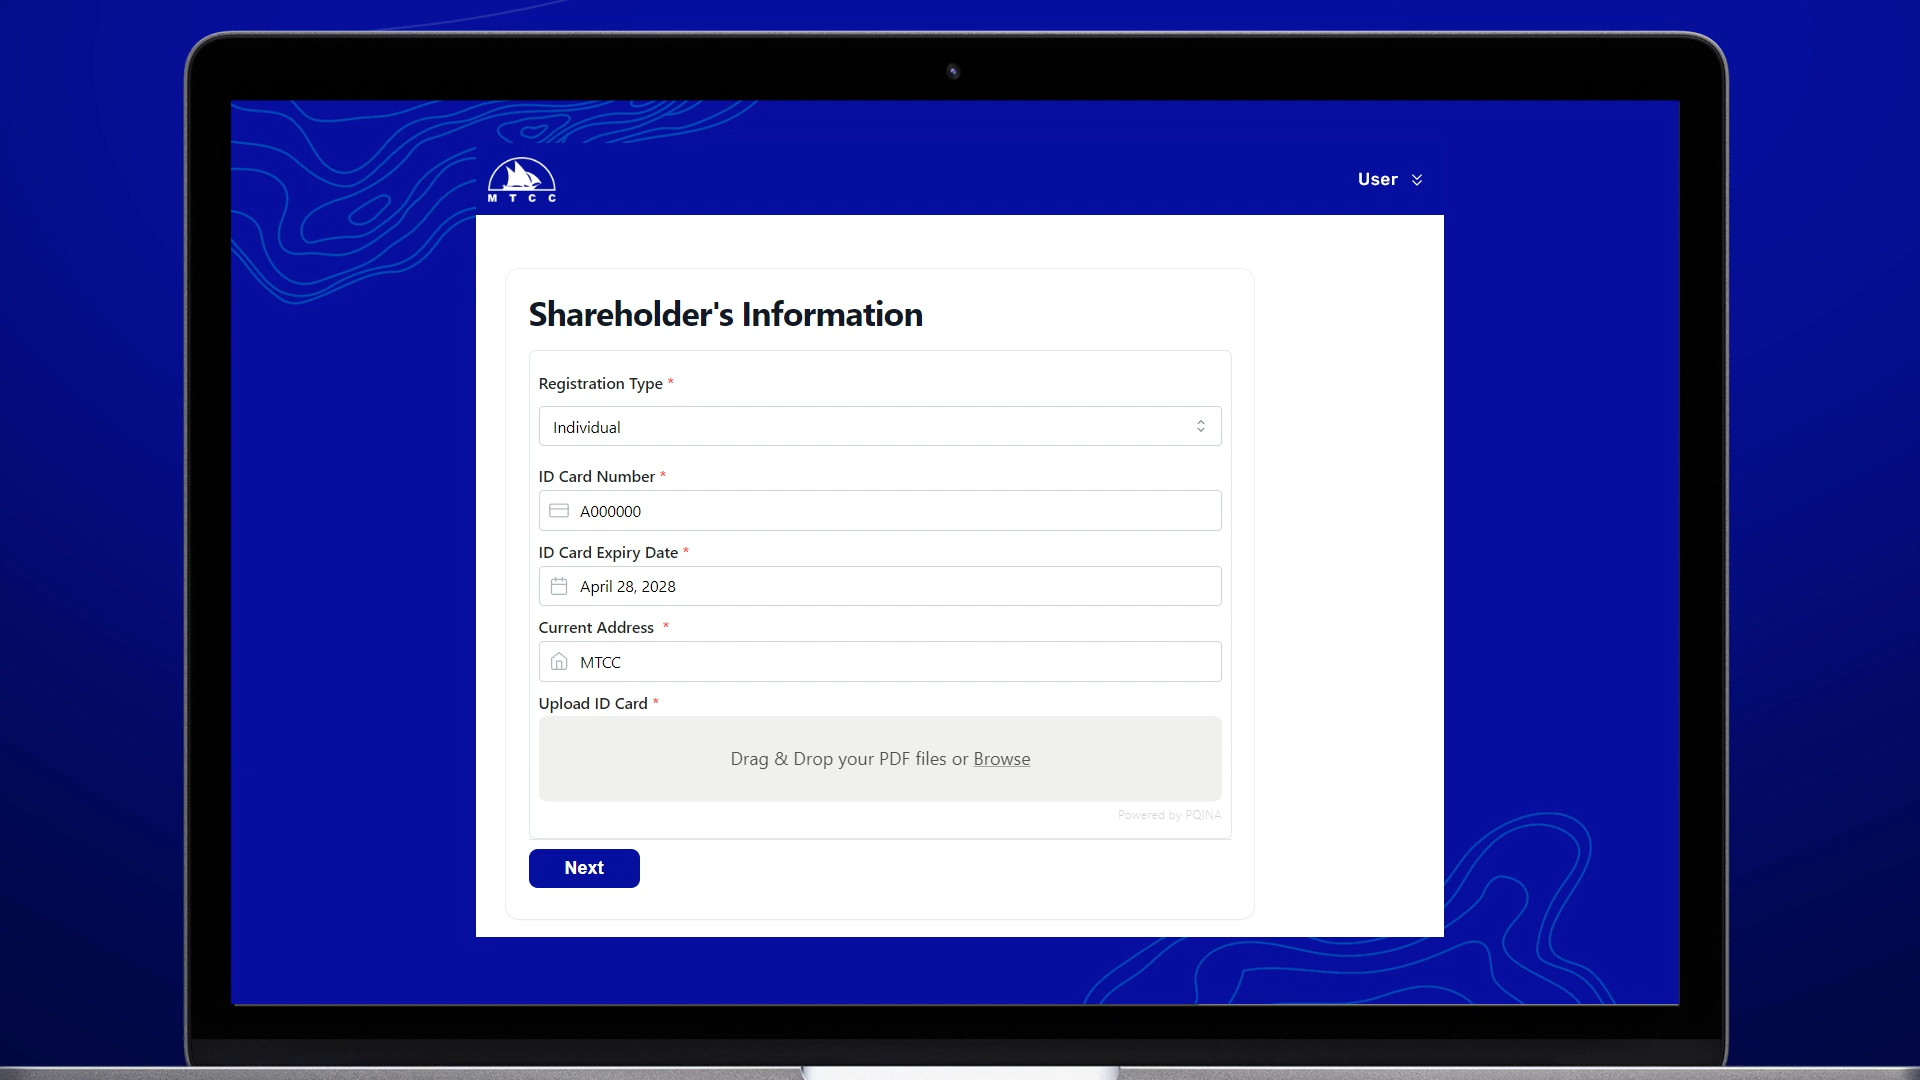 M T C C
User
Shareholder's Information
Registration Type *
Individual
ID Card Number *
A000000
ID Card Expiry Date *
April 28, 2028
Current Address *
MTCC
Upload ID Card *
Drag & Drop your PDF files or Browse
Powered by PQINA
Next